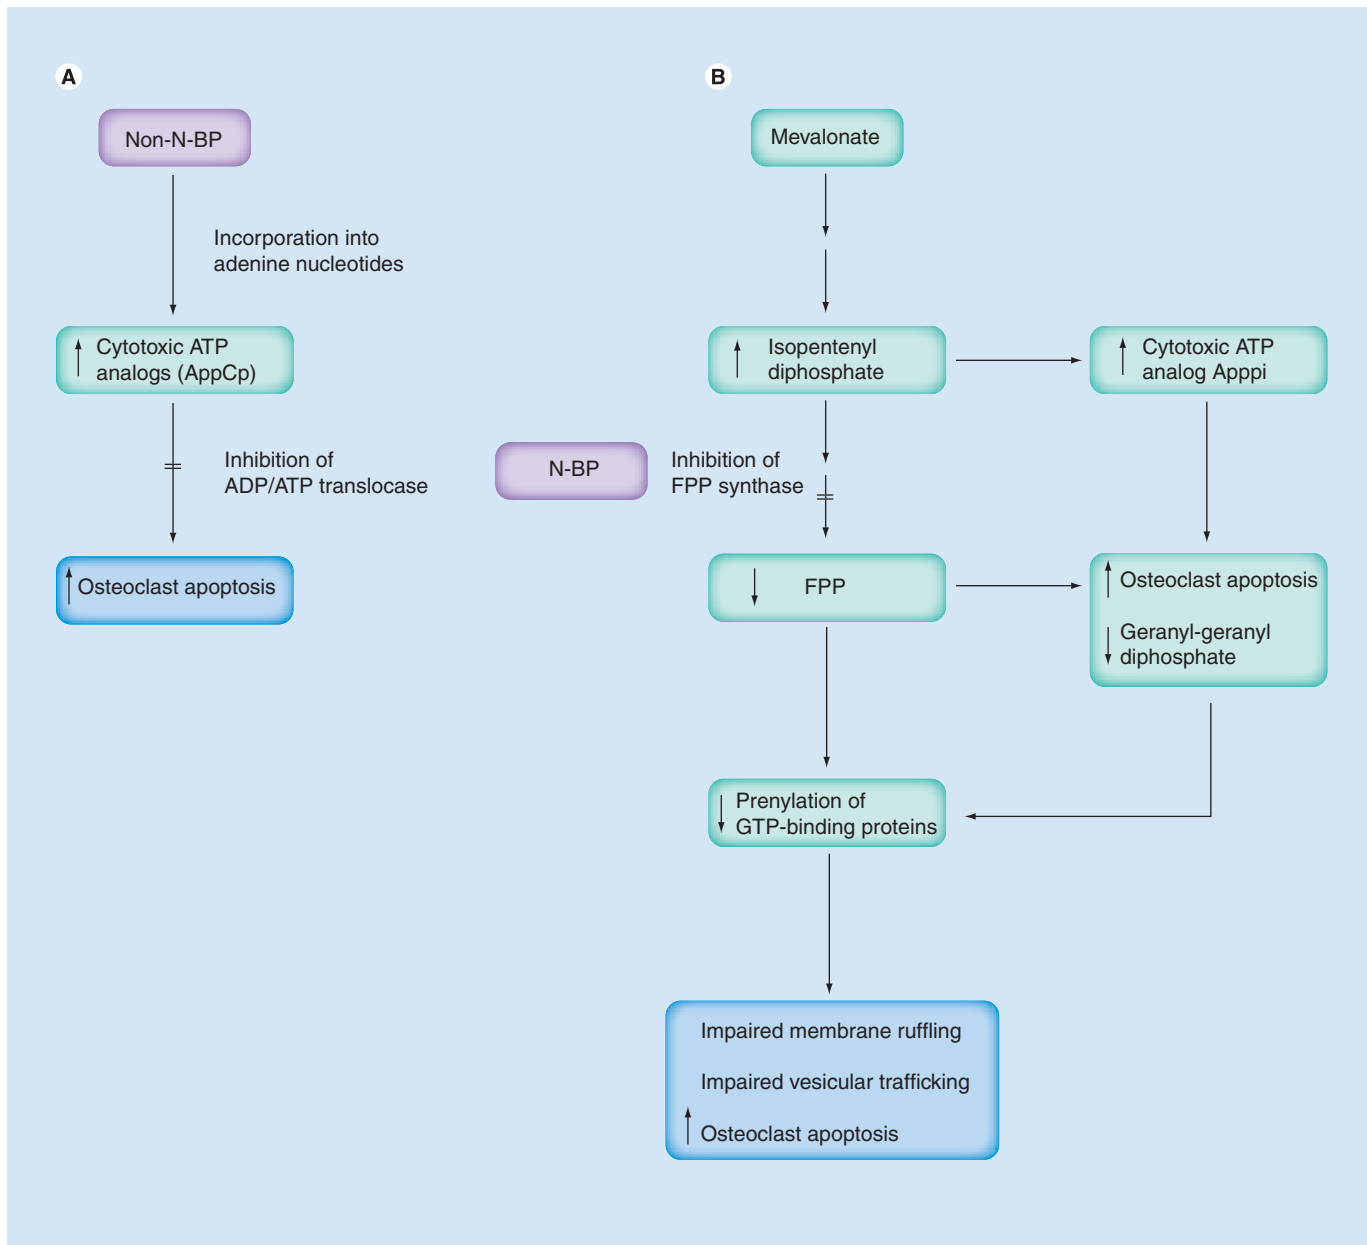 A
Non-N-BP
Incorporation into
adenine nucleotides
Cytotoxic ATP
analogs (AppCp)
Inhibition of
ADP/ATP translocase
Osteoclast apoptosis
B
Mevalonate
Isopentenyl
diphosphate
Cytotoxic ATP
analog Apppi
N-BP
Inhibition of
FPP synthase
FPP
Osteoclast apoptosis
Geranyl-geranyl
diphosphate
Prenylation of
GTP-binding proteins
Impaired membrane ruffling
Impaired vesicular trafficking
Osteoclast apoptosis